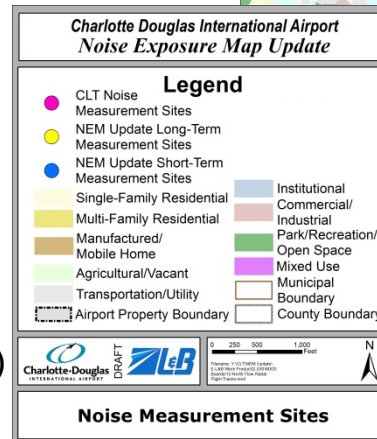 Charlotte Douglas International Airport
Noise Exposure Map Update
Legend
CLT Noise
Measurement Sites
NEM Update Long-Term
Measurement Sites
NEM Update Short-Term
Measurement Sites
Single-Family Residential
Multi-Family Residential
Manufactured/
Mobile Home
Agricultural/Vacant
Transportation/Utility
Airport Property Boundary
Institutional
Commercial/
Industrial
Park/Recreation/
Open Space
Mixed Use
Municipal
Boundary
County Boundary
)
Charlotte·Douglas
INTERNATIONAL AIRPORT
DRAFT
L&B
0 250 500 1,000
Feet
N
Flight Tracks.mxd
Noise Measurement Sites